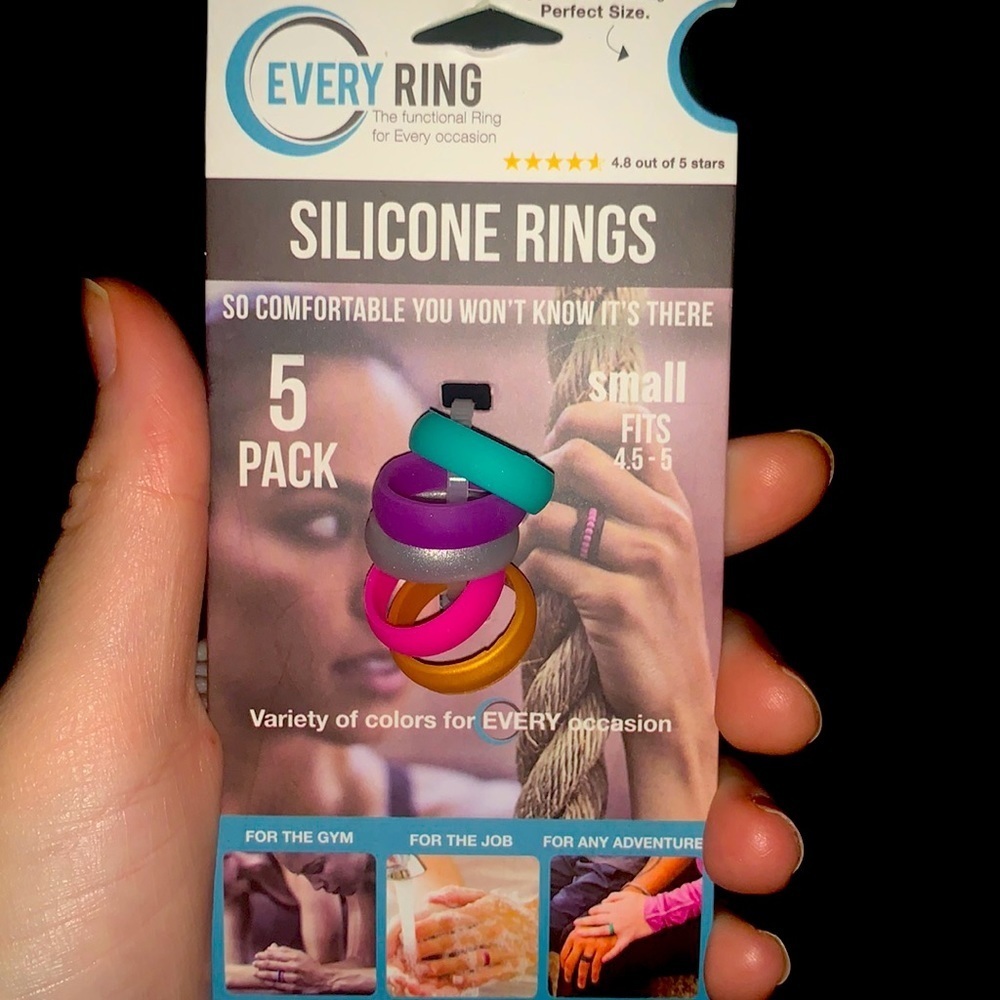 Perfect Size.
EVERY RING
The functional Ring
for Every occasion
4.8 out of 5 stars
SILICONE RINGS
SO COMFORTABLE YOU WON'T KNOW IT'S THERE
5
PACK
small
FITS
4.5 - 5
Variety of colors for EVERY occasion
FOR THE GYM
FOR THE JOB
FOR ANY ADVENTURE